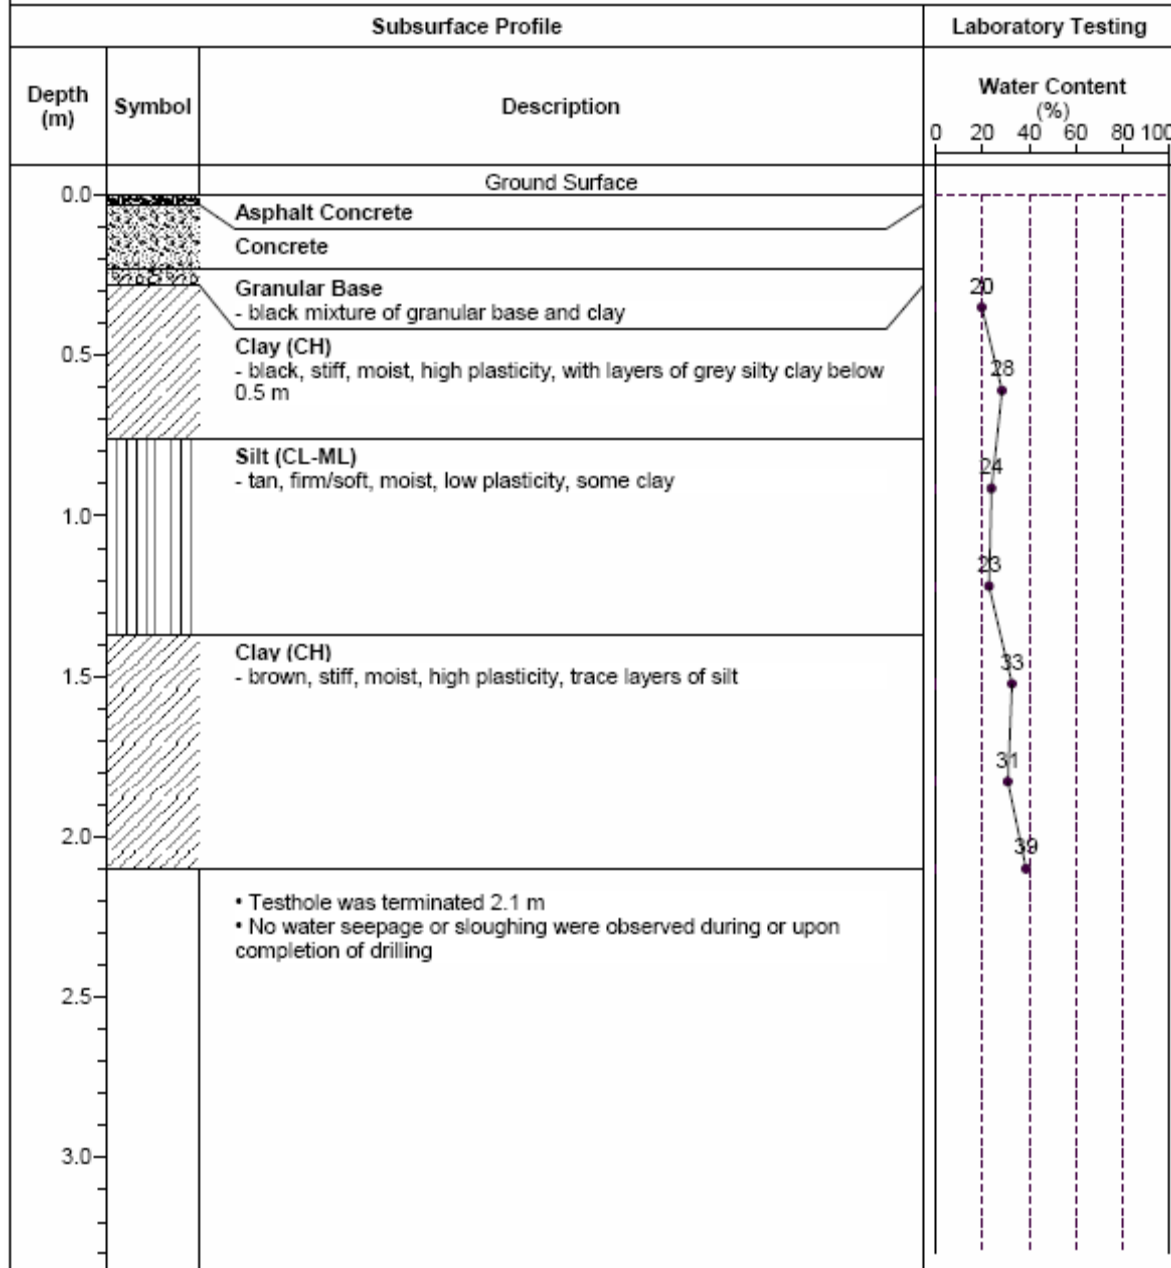 Subsurface Profile
Laboratory Testing
Depth
(m)
Symbol
Description
Water Content
(%)
0 20 40 60 80 100
Ground Surface
0.0
Asphalt Concrete
Concrete
Granular Base
- black mixture of granular base and clay
20
Clay (CH)
0.5
- black, stiff, moist, high plasticity, with layers of grey silty clay below
0.5 m
28
Silt (CL-ML)
- tan, firm/soft, moist, low plasticity, some clay
24
1.0
23
Clay (CH)
- brown, stiff, moist, high plasticity, trace layers of silt
33
1.5
31
2.0
39
• Testhole was terminated 2.1 m
• No water seepage or sloughing were observed during or upon
completion of drilling
2.5
3.0